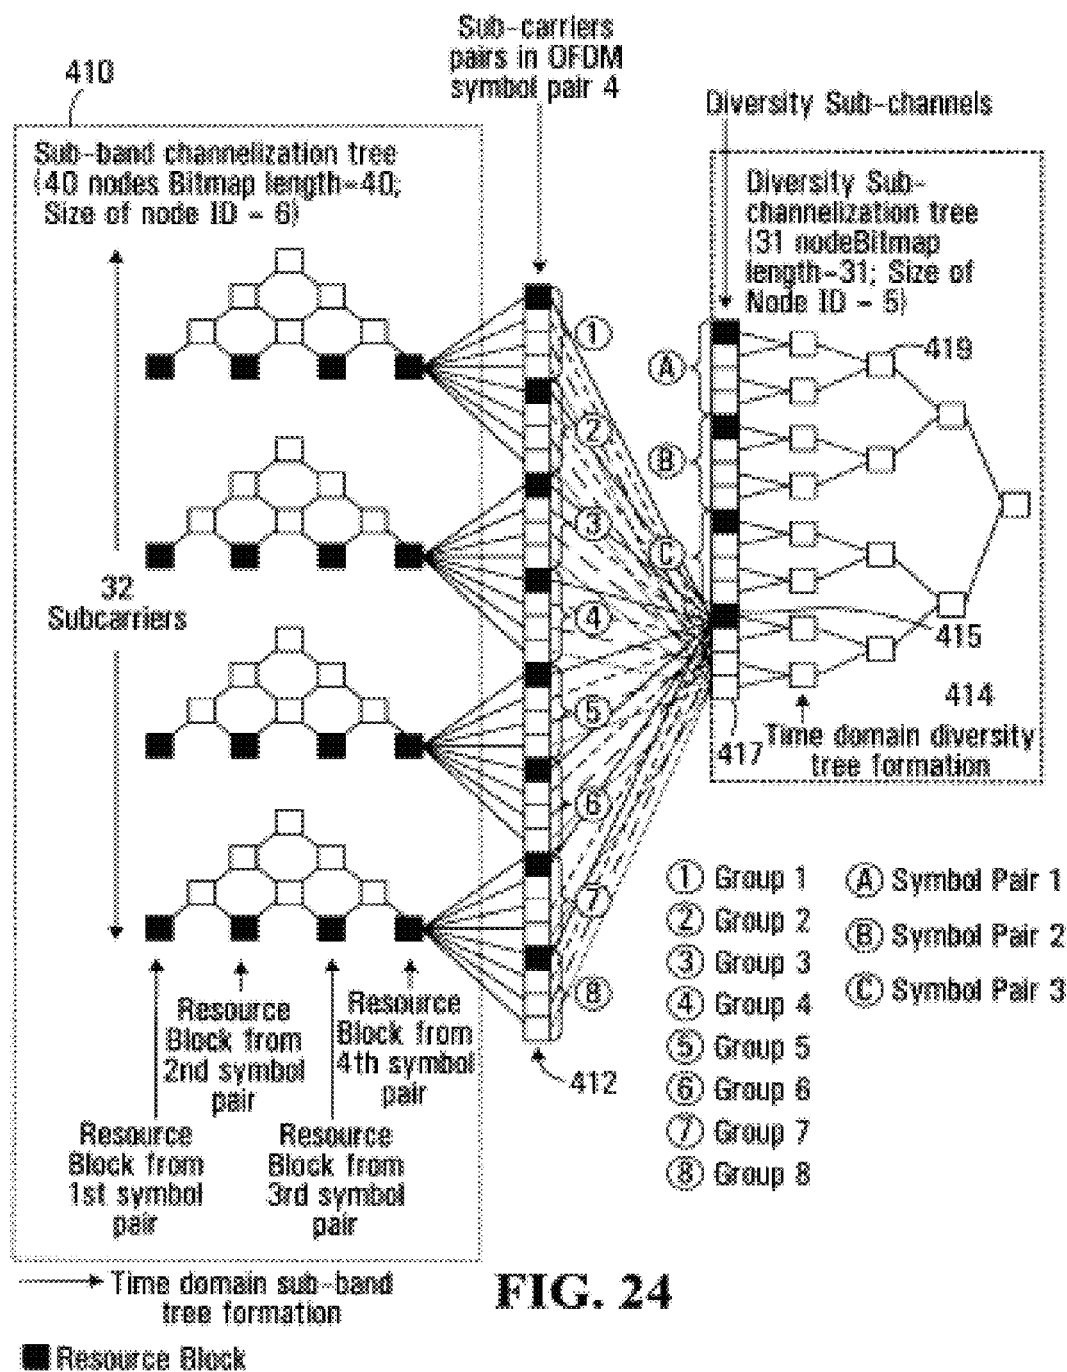 Sub-carriers
pairs in OFDM
symbol pair 4
410
Diversity Sub-channels
Sub-band channelization tree
(40 nodes Bitmap length-40;
Size of node ID - 6)
Diversity Sub-
channelization tree
(31 nodeBitmap
length-31; Size of
Node ID - 5)
1
2
3
4
5
6
7
8
A
B
C
419
415
414
417
Time domain diversity
tree formation
32
Subcarriers
Resource
Block from
1st symbol
pair
Resource
Block from
2nd symbol
pair
Resource
Block from
3rd symbol
pair
Resource
Block from
4th symbol
pair
412
1 Group 1
2 Group 2
3 Group 3
4 Group 4
5 Group 5
6 Group 6
7 Group 7
8 Group 8
A Symbol Pair 1
B Symbol Pair 2
C Symbol Pair 3
Time domain sub-band
tree formation
FIG. 24
Resource Block